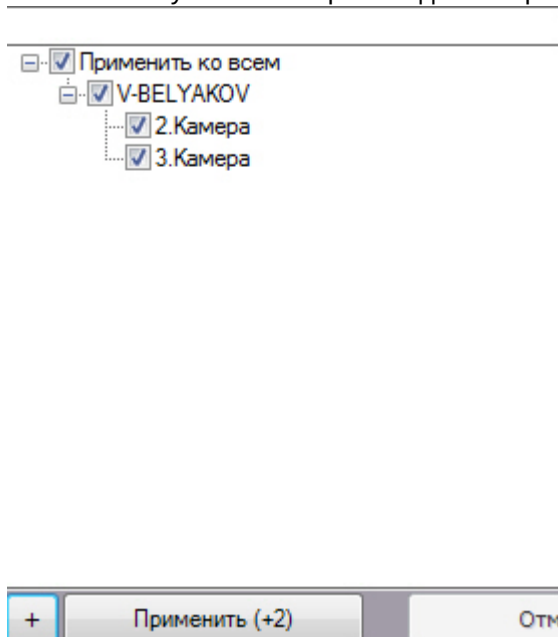 Применить ко всем
V-BELYAKOV
2.Камера
3.Камера
+ Применить (+2)